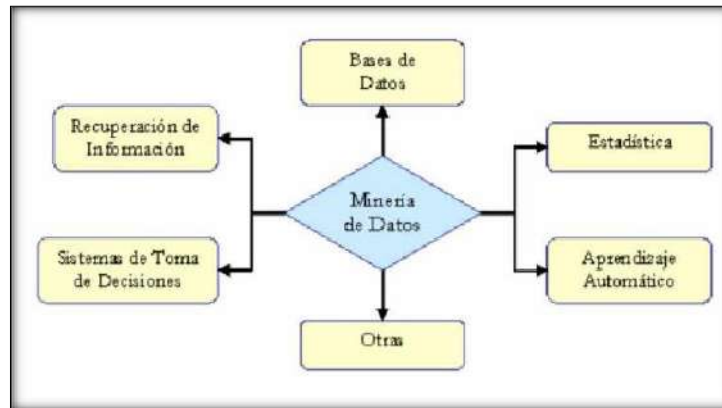 Bases de
Datos
Recuperación de
Información
Estadística
Minería
de Datos
Sistemas de Toma
de Decisiones
Aprendizaje
Automático
Otras